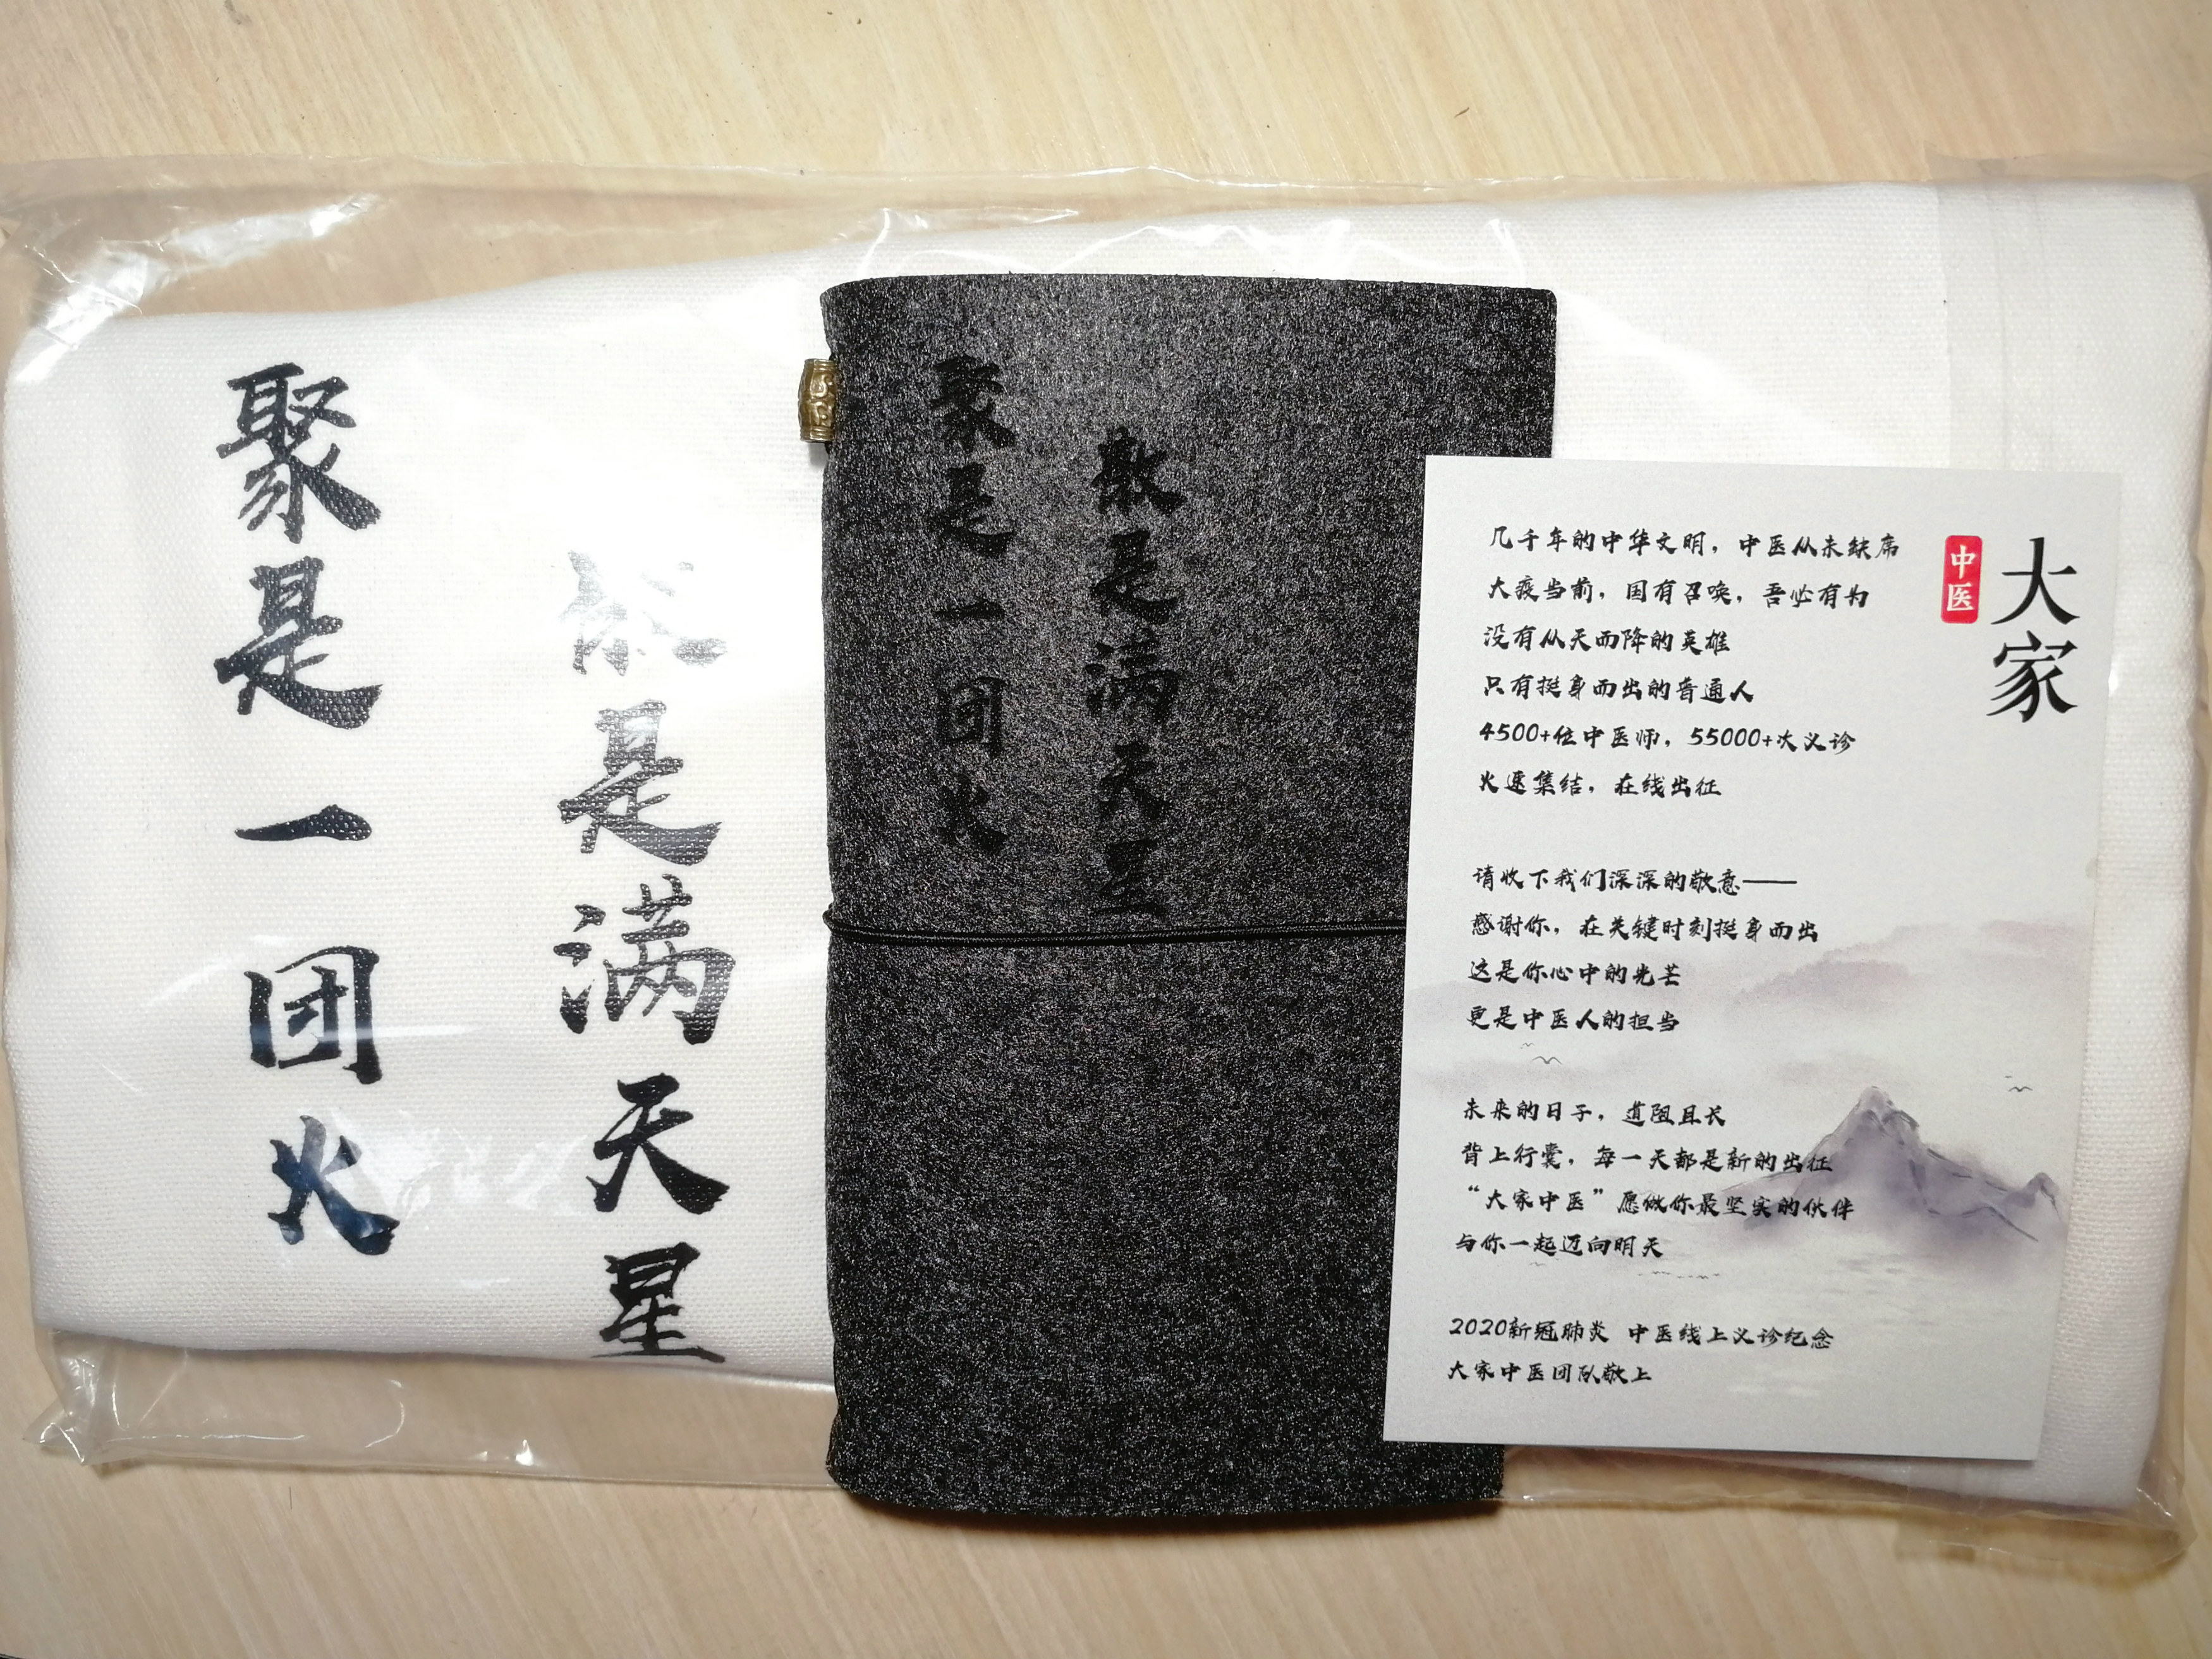 聚是一团火
散是满天星
聚是一团火
散是满天星
大家
中医
几千年的中华文明，中医从未缺席
大疫当前，国有召唤，吾必有为
没有从天而降的英雄
只有挺身而出的普通人
4500+位中医师，55000+次义诊
火速集结，在线出征
请收下我们深深的敬意——
感谢你，在关键时刻挺身而出
这是你心中的光芒
更是中医人的担当
未来的日子，道阻且长
背上行囊，每一天都是新的出征
“大家中医”愿做你最坚实的伙伴
与你一起迈向明天
2020新冠肺炎 中医线上义诊纪念
大家中医团队敬上